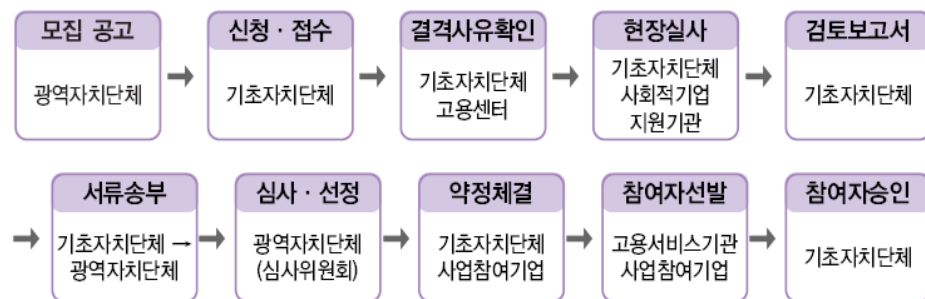 모집 공고
광역자치단체
신청 · 접수
기초자치단체
결격사유확인
기초자치단체
고용센터
현장실사
기초자치단체
사회적기업
지원기관
검토보고서
기초자치단체
서류송부
기초자치단체 →
광역자치단체
심사 · 선정
광역자치단체
(심사위원회)
약정체결
기초자치단체
사업참여기업
참여자선발
고용서비스기관
사업참여기업
참여자승인
기초자치단체